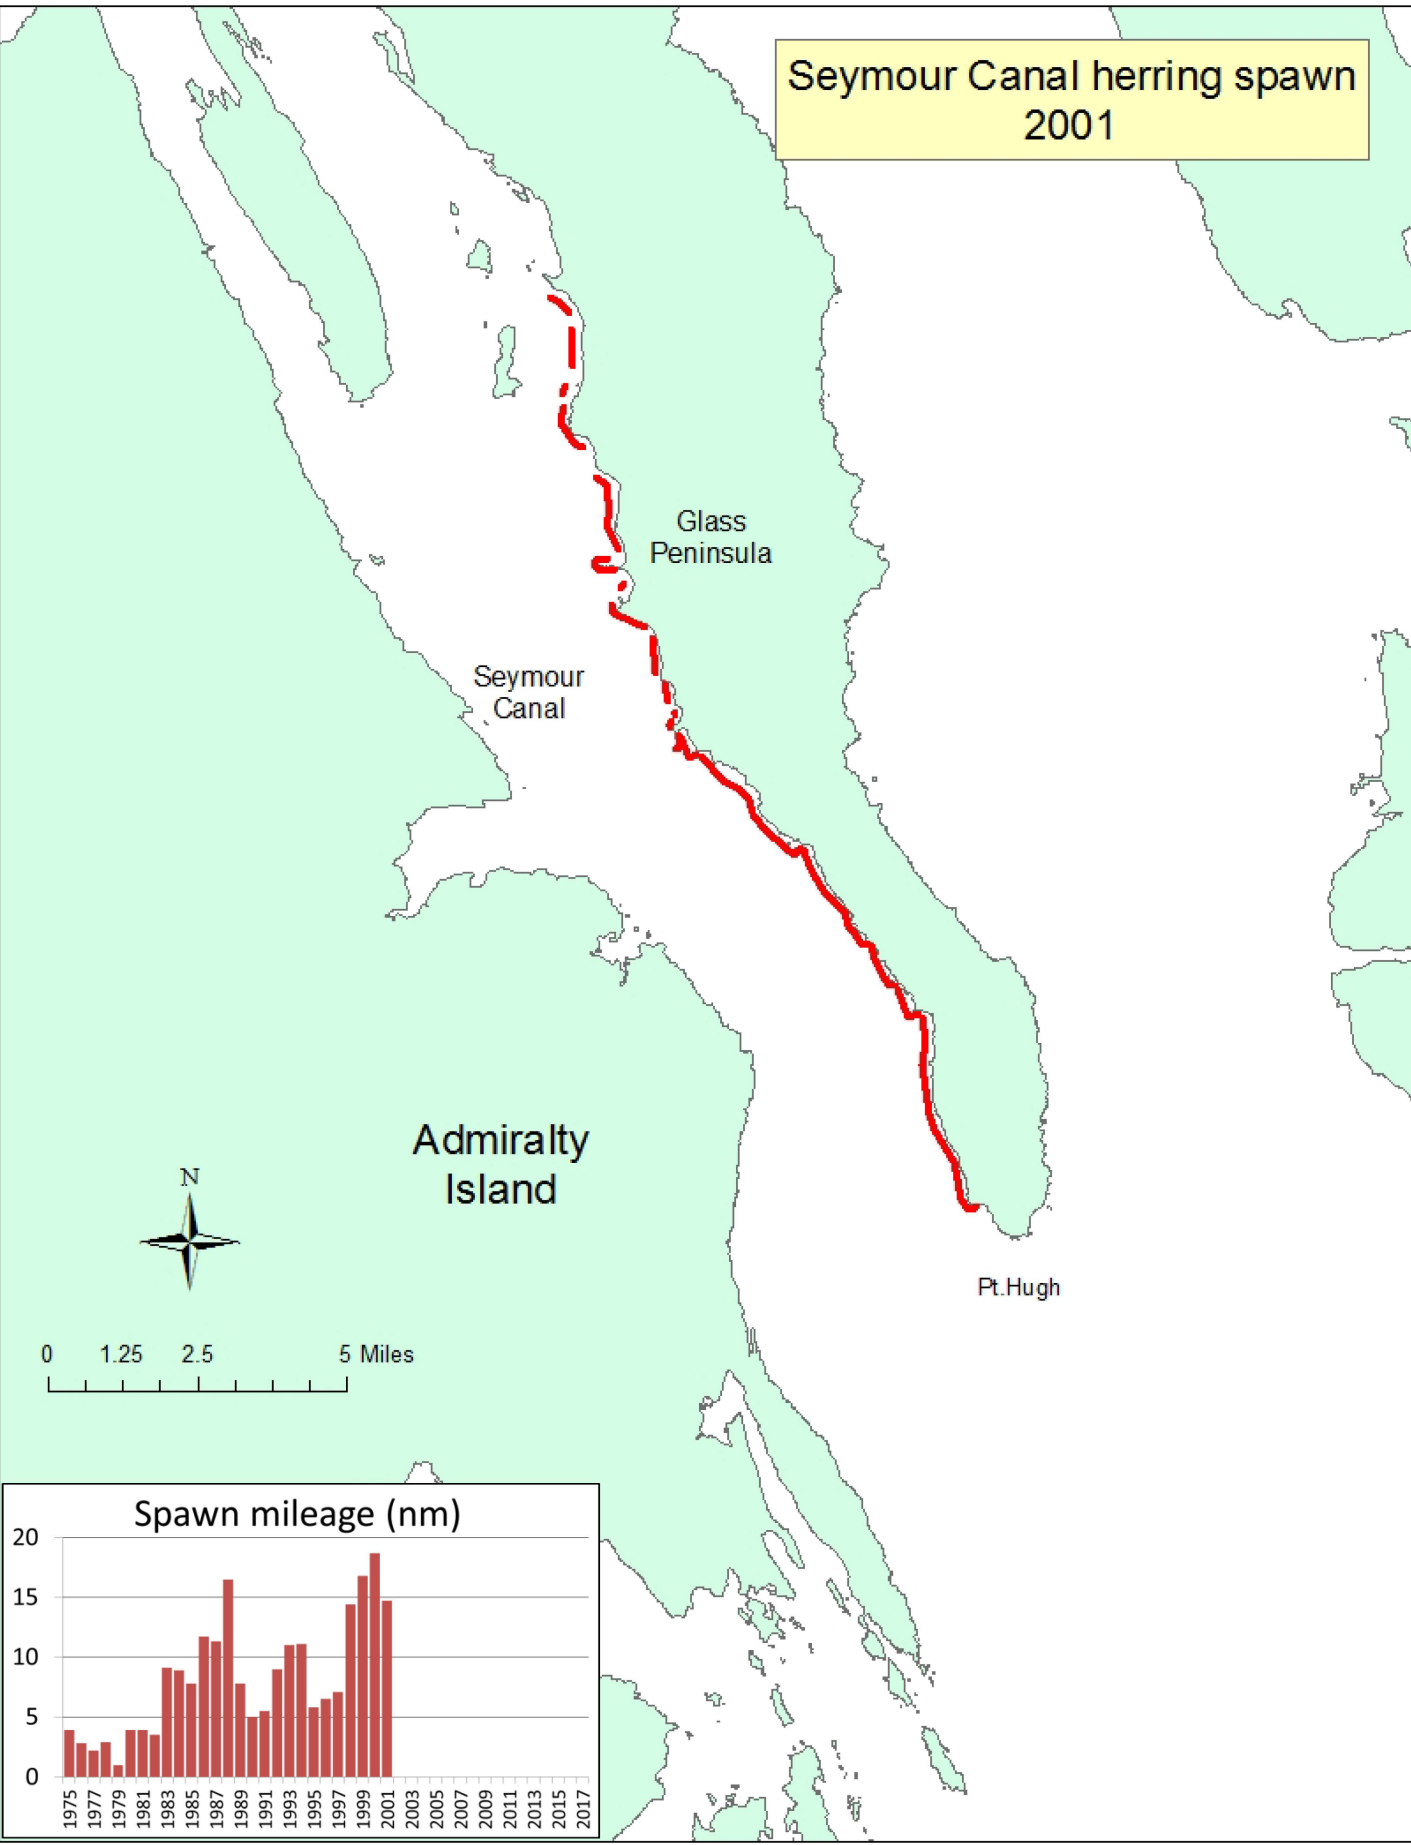 Seymour Canal herring spawn
2001
Glass
Peninsula
Seymour
Canal
Admiralty
Island
N
Pt.Hugh
0 1.25 2.5 5 Miles
Spawn mileage (nm)
20
15
10
5
0
1975 1977 1979 1981 1983 1985 1987 1989 1991 1993 1995 1997 1999 2001 2003 2005 2007 2009 2011 2013 2015 2017